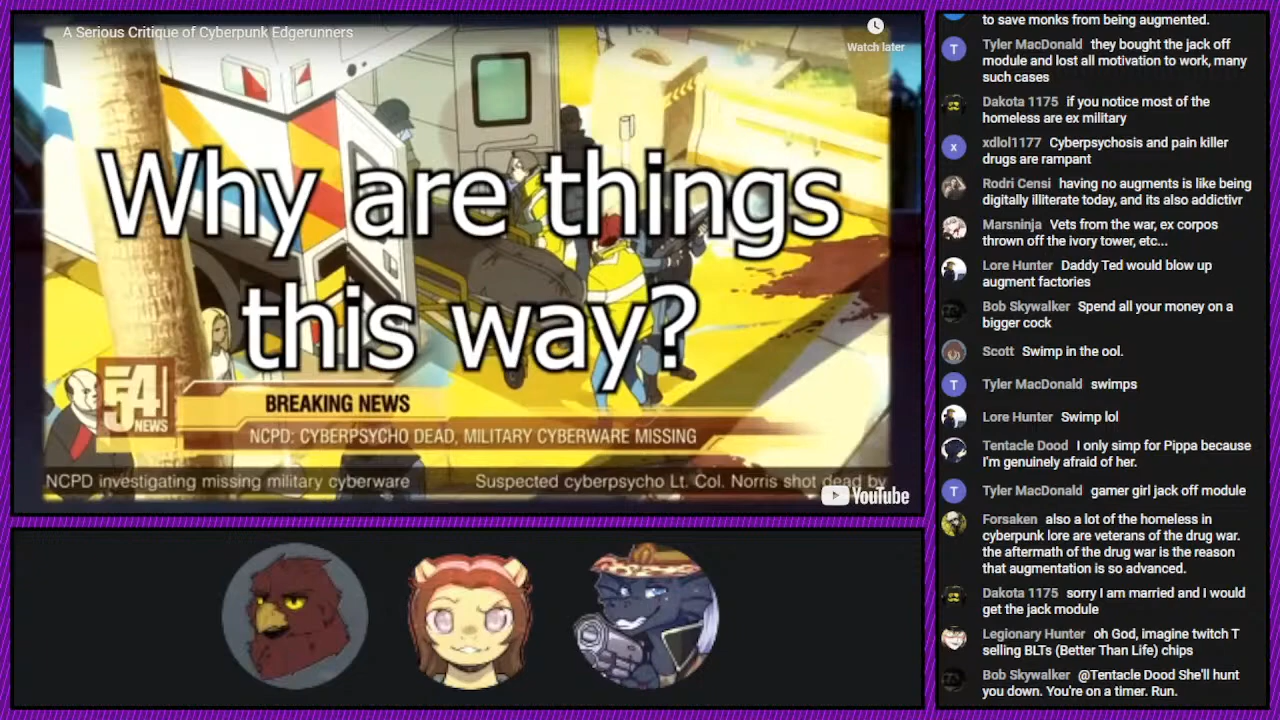 A Serious Critique of Cyberpunk Edgerunners
Watch later
Why are things
this way?
54
NEWS
BREAKING NEWS
NCPD: CYBERPSYCHO DEAD, MILITARY CYBERWARE MISSING
NCPD investigating missing military cyberware Suspected cyberpsycho Lt. Col. Norris shot dead by
YouTube
to save monks from being augmented.
T Tyler MacDonald they bought the jack off
module and lost all motivation to work, many
such cases
Dakota 1175 if you notice most of the
homeless are ex military
x xdlol1177 Cyberpsychosis and pain killer
drugs are rampant
Rodri Censi having no augments is like being
digitally illiterate today, and its also addictivr
Marsninja Vets from the war, ex corpos
thrown off the ivory tower, etc...
Lore Hunter Daddy Ted would blow up
augment factories
Bob Skywalker Spend all your money on a
bigger cock
Scott Swimp in the ool.
T Tyler MacDonald swimps
Lore Hunter Swimp lol
Tentacle Dood I only simp for Pippa because
I'm genuinely afraid of her.
T Tyler MacDonald gamer girl jack off module
Forsaken also a lot of the homeless in
cyberpunk lore are veterans of the drug war.
the aftermath of the drug war is the reason
that augmentation is so advanced.
Dakota 1175 sorry I am married and I would
get the jack module
Legionary Hunter oh God, imagine twitch T
selling BLTs (Better Than Life) chips
Bob Skywalker @Tentacle Dood She'll hunt
you down. You're on a timer. Run.